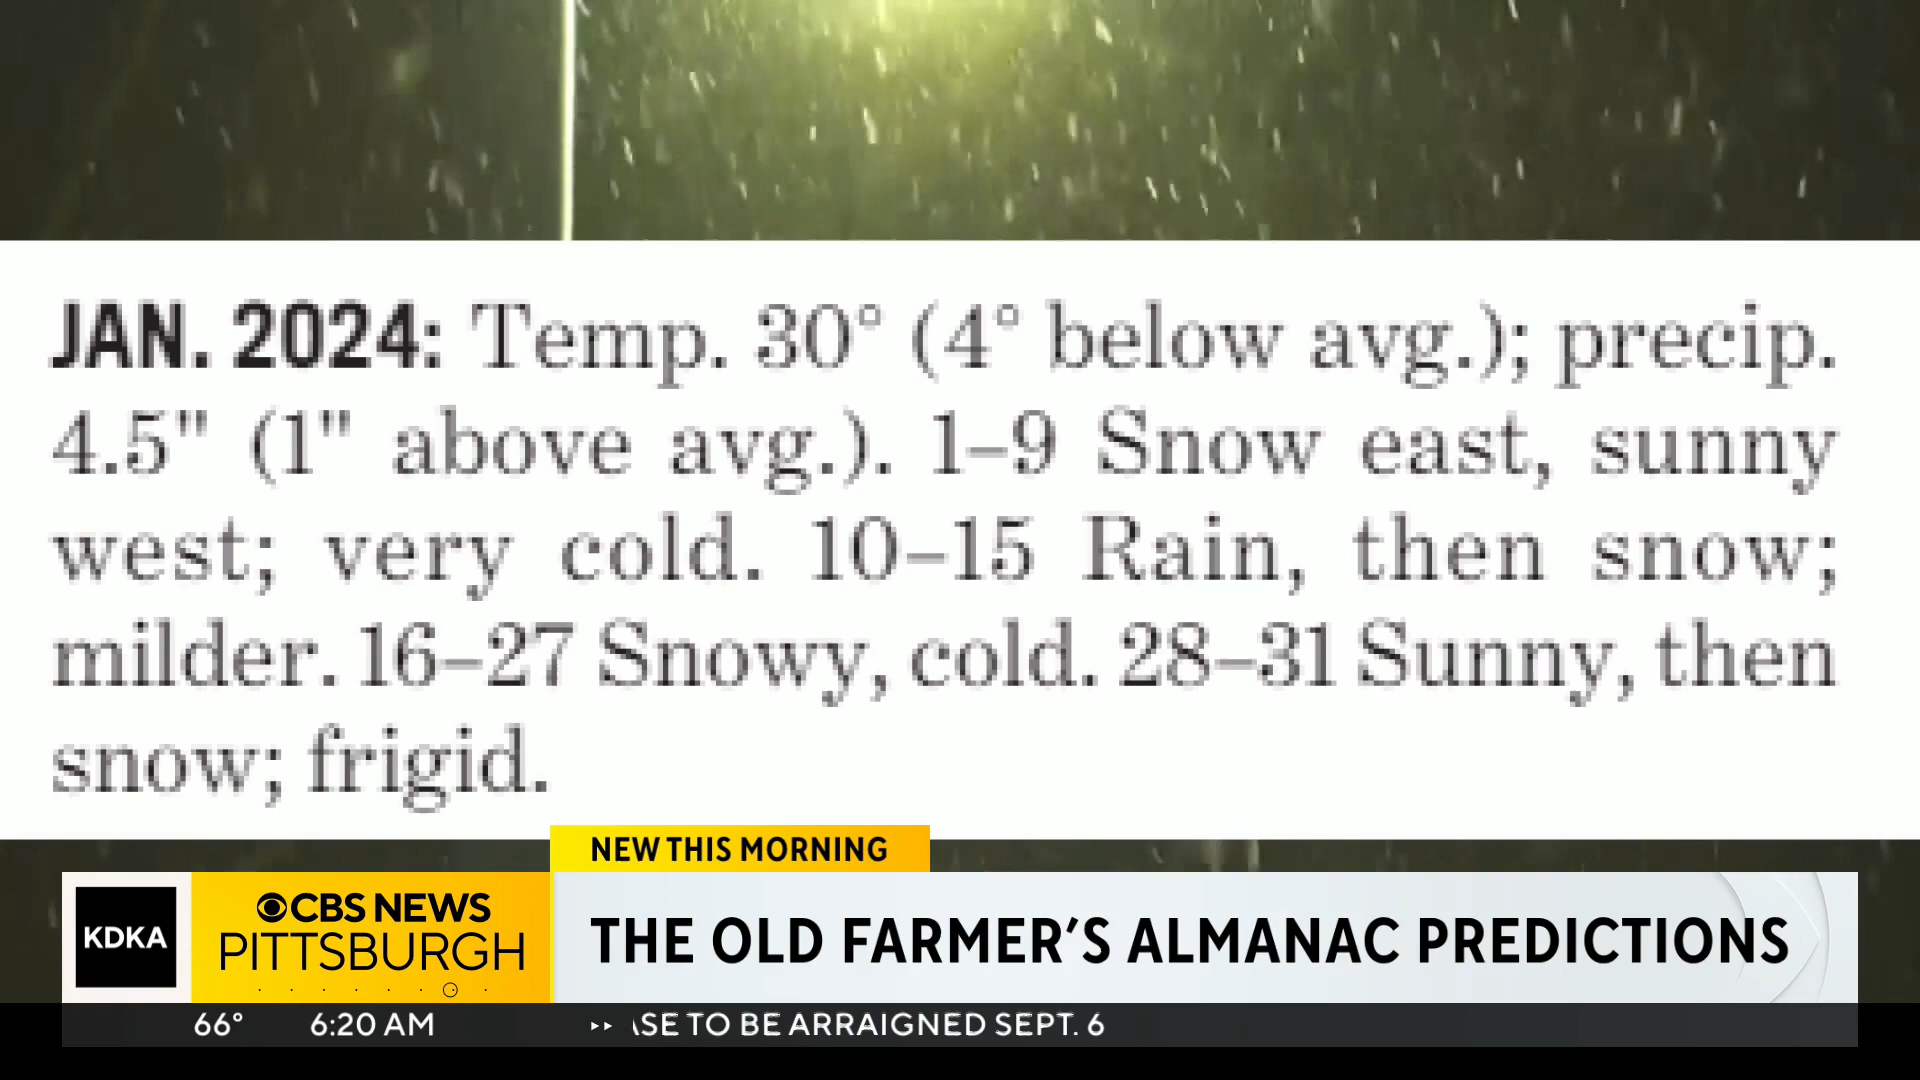 JAN. 2024: Temp. 30° (4° below avg.); precip.
4.5" (1" above avg.). 1–9 Snow east, sunny
west; very cold. 10–15 Rain, then snow;
milder. 16–27 Snowy, cold. 28–31 Sunny, then
snow; frigid.
NEW THIS MORNING
KDKA
CBS NEWS
PITTSBURGH
THE OLD FARMER'S ALMANAC PREDICTIONS
66° 6:20 AM
TO BE ARRAIGNED SEPT. 6